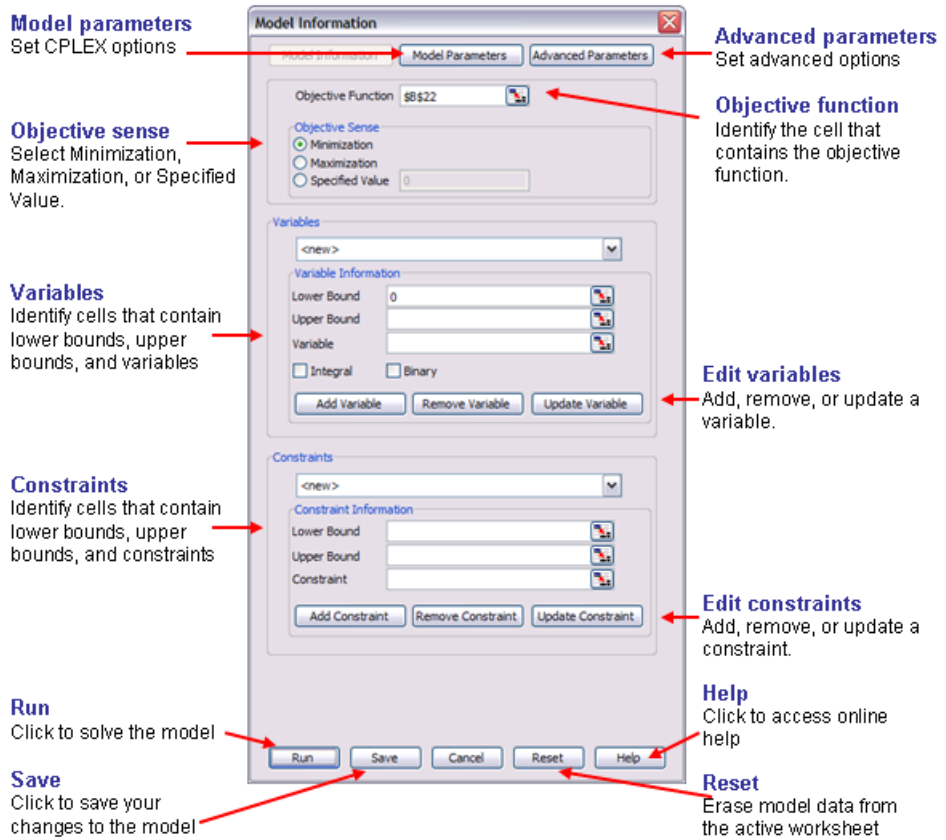 Model parameters
Set CPLEX options
Objective sense
Select Minimization,
Maximization, or Specified
Value.
Variables
Identify cells that contain
lower bounds, upper
bounds, and variables
Constraints
Identify cells that contain
lower bounds, upper
bounds, and constraints
Run
Click to solve the model
Save
Click to save your
changes to the model
Model Information
Model Information Model Parameters Advanced Parameters
Objective Function $B$22
Objective Sense
Minimization
Maximization
Specified Value 0
Variables
<new>
Variable Information
Lower Bound 0
Upper Bound
Variable
Integral Binary
Add Variable Remove Variable Update Variable
Constraints
<new>
Constraint Information
Lower Bound
Upper Bound
Constraint
Add Constraint Remove Constraint Update Constraint
Run Save Cancel Reset Help
Advanced parameters
Set advanced options
Objective function
Identify the cell that
contains the objective
function.
Edit variables
Add, remove, or update a
variable.
Edit constraints
Add, remove, or update a
constraint.
Help
Click to access online
help
Reset
Erase model data from
the active worksheet